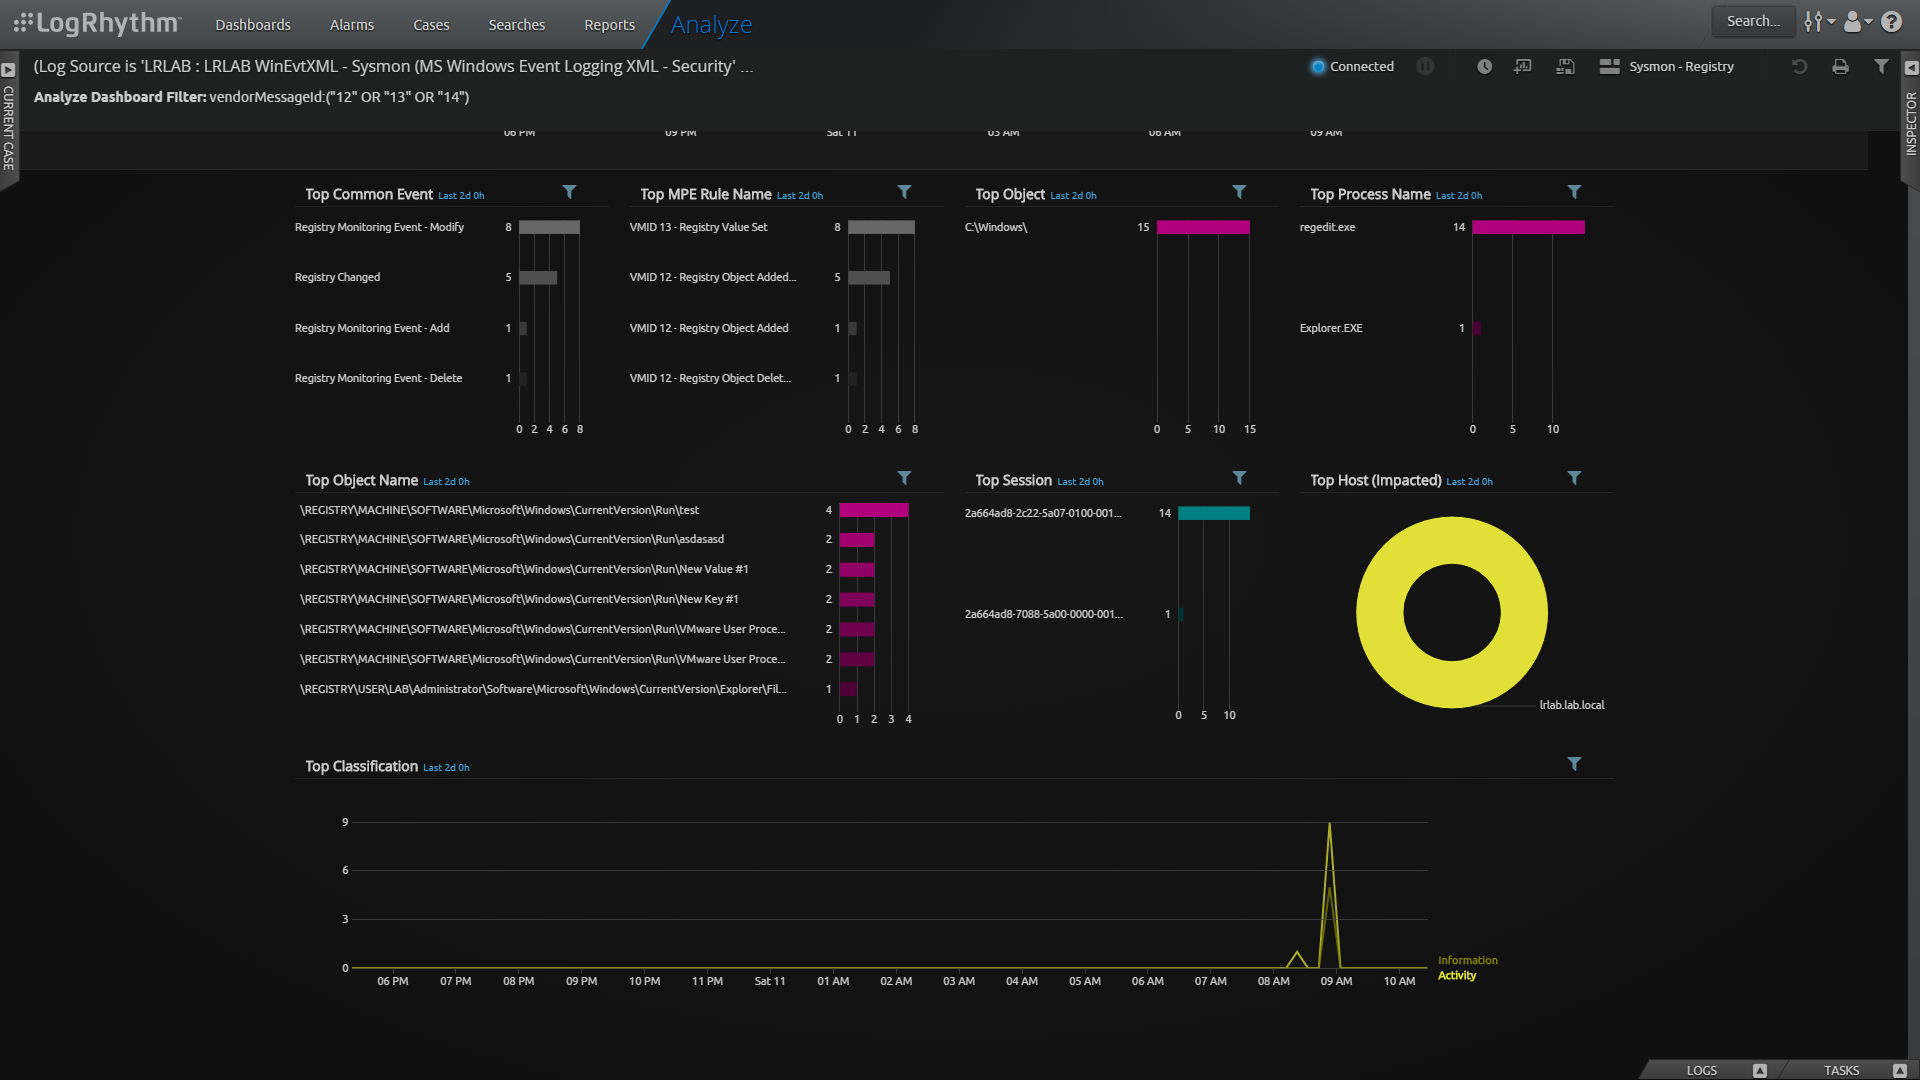 LogRhythm
Dashboards Alarms Cases Searches Reports Analyze Search...
(Log Source is 'LRLAB : LRLAB WinEvtXML - Sysmon (MS Windows Event Logging XML - Security' ...
Connected Sysmon - Registry
Analyze Dashboard Filter: vendorMessageId:("12" OR "13" OR "14")
CURRENT CASE
INSPECTOR
06 PM 09 PM Sat 11 03 AM 06 AM 09 AM
Top Common Event Last 2d 0h
Registry Monitoring Event - Modify 8
Registry Changed 5
Registry Monitoring Event - Add 1
Registry Monitoring Event - Delete 1
0 2 4 6 8
Top MPE Rule Name Last 2d 0h
VMID 13 - Registry Value Set 8
VMID 12 - Registry Object Added... 5
VMID 12 - Registry Object Added 1
VMID 12 - Registry Object Delet... 1
0 2 4 6 8
Top Object Last 2d 0h
C:\Windows\ 15
0 5 10 15
Top Process Name Last 2d 0h
regedit.exe 14
Explorer.EXE 1
0 5 10
Top Object Name Last 2d 0h
\REGISTRY\MACHINE\SOFTWARE\Microsoft\Windows\CurrentVersion\Run\test 4
\REGISTRY\MACHINE\SOFTWARE\Microsoft\Windows\CurrentVersion\Run\asdasasd 2
\REGISTRY\MACHINE\SOFTWARE\Microsoft\Windows\CurrentVersion\Run\New Value #1 2
\REGISTRY\MACHINE\SOFTWARE\Microsoft\Windows\CurrentVersion\Run\New Key #1 2
\REGISTRY\MACHINE\SOFTWARE\Microsoft\Windows\CurrentVersion\Run\VMware User Proce... 2
\REGISTRY\MACHINE\SOFTWARE\Microsoft\Windows\CurrentVersion\Run\VMware User Proce... 2
\REGISTRY\USER\LAB\Administrator\Software\Microsoft\Windows\CurrentVersion\Explorer\Fil... 1
0 1 2 3 4
Top Session Last 2d 0h
2a664ad8-2c22-5a07-0100-001... 14
2a664ad8-7088-5a00-0000-001... 1
0 5 10
Top Host (Impacted) Last 2d 0h
lrlab.lab.local
Top Classification Last 2d 0h
9
6
3
0
06 PM 07 PM 08 PM 09 PM 10 PM 11 PM Sat 11 01 AM 02 AM 03 AM 04 AM 05 AM 06 AM 07 AM 08 AM 09 AM 10 AM
Information
Activity
LOGS TASKS